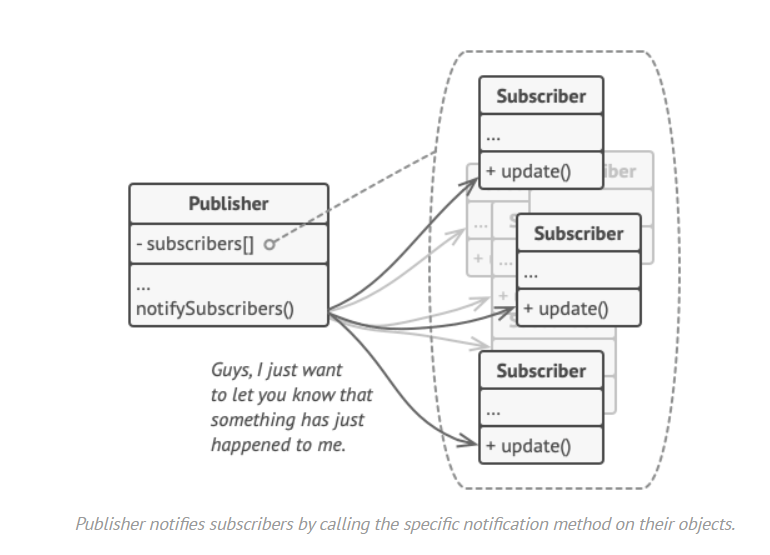 Subscriber
...
+ update()
iber
Publisher
- subscribers[]
...
notifySubscribers()
...
S
+
...
Subscriber
...
+ update()
+
S
Guys, I just want
to let you know that
something has just
happened to me.
Subscriber
...
+ update()
Publisher notifies subscribers by calling the specific notification method on their objects.